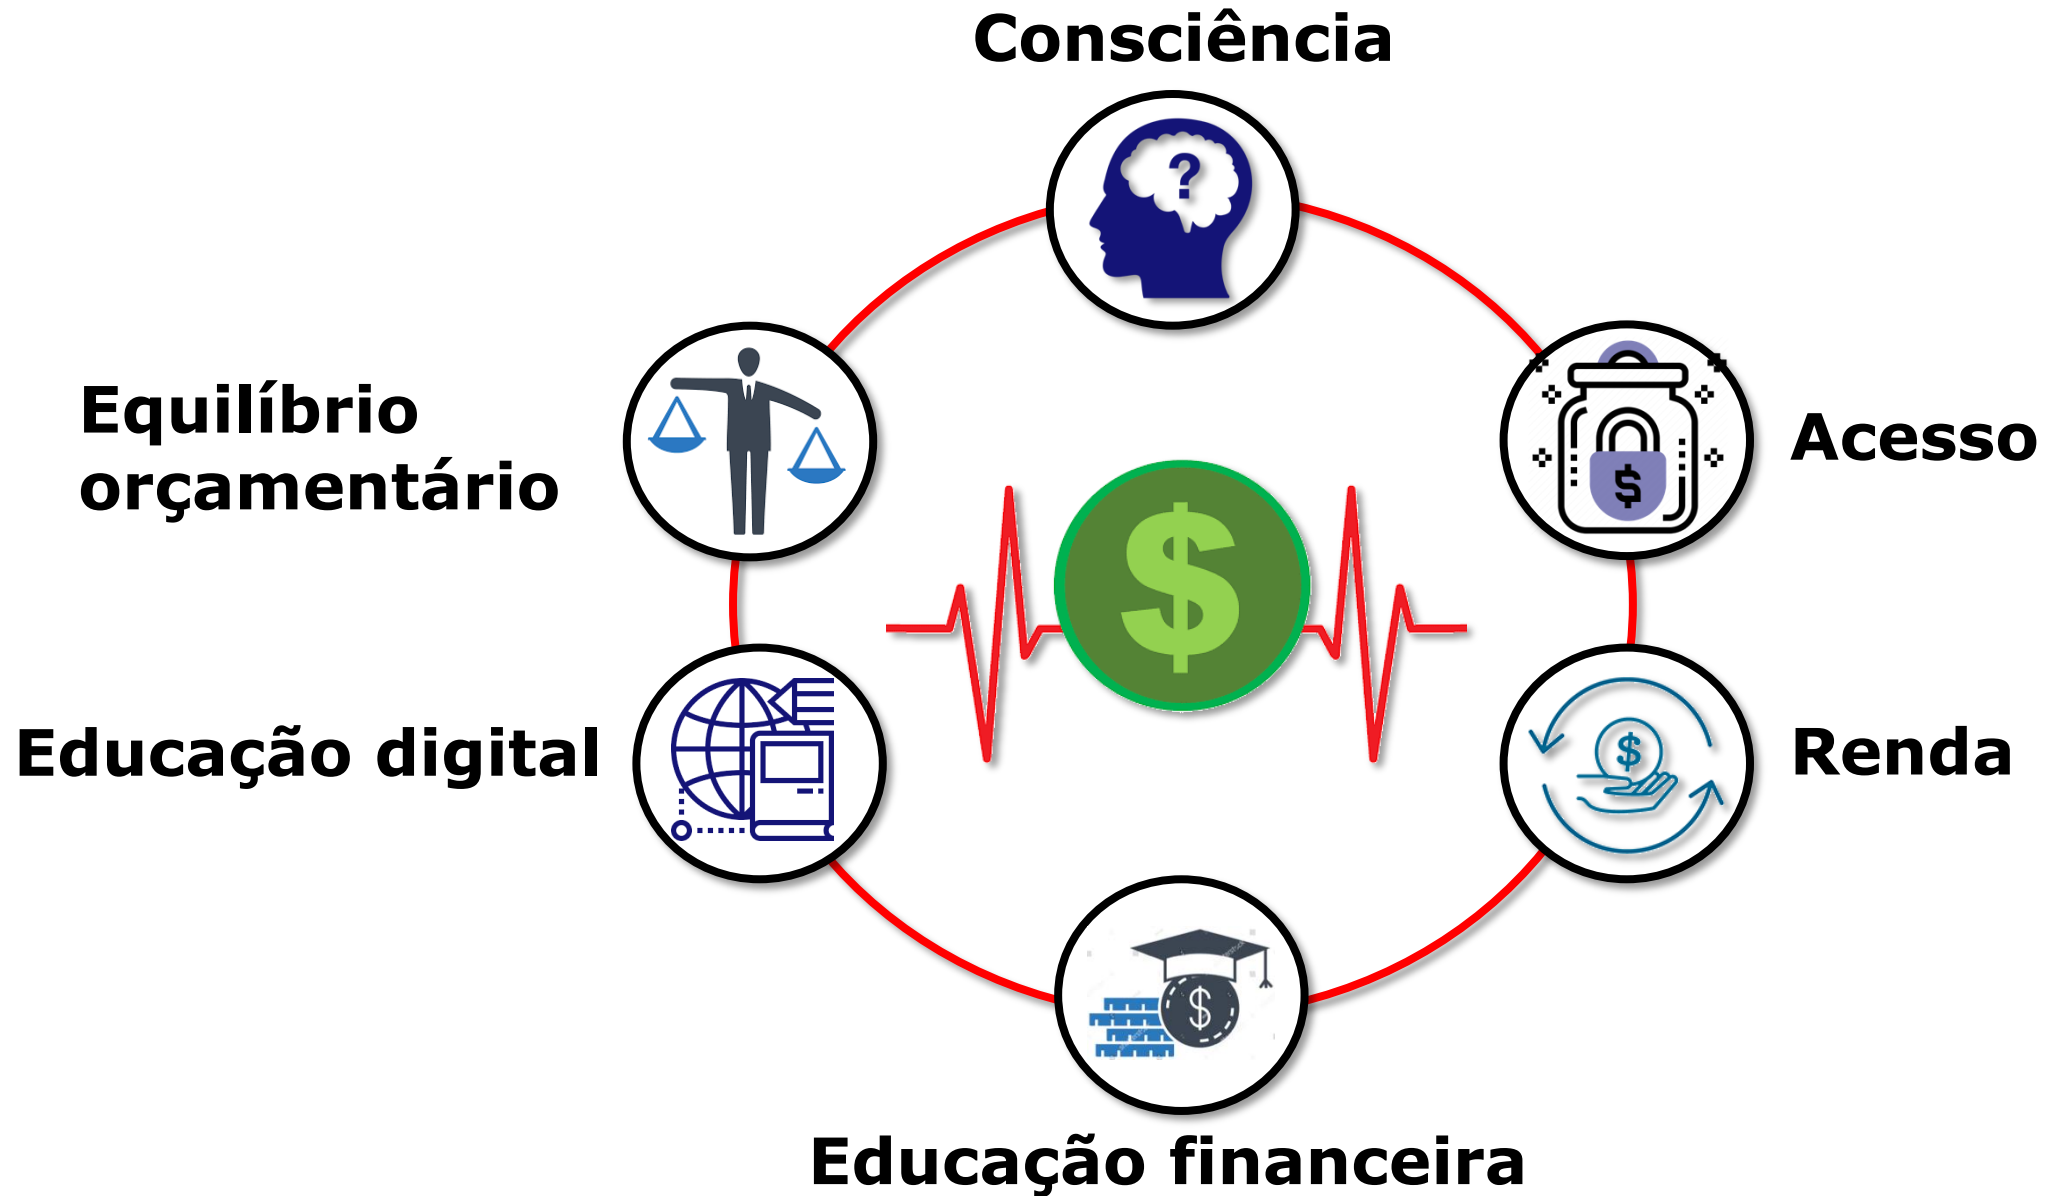 Consciência
Equilíbrio
orçamentário
Acesso
Educação digital
Renda
Educação financeira
?
$
$
$
$